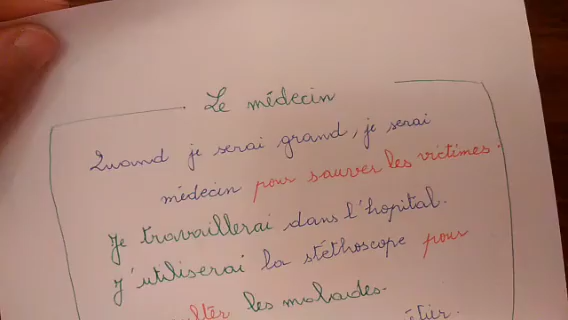 Le médecin
Quand je serai grand, je serai
médecin pour sauver les victimes.
Je travaillerai dans l'hopital.
J'utiliserai la stéthoscope pour
les malades.